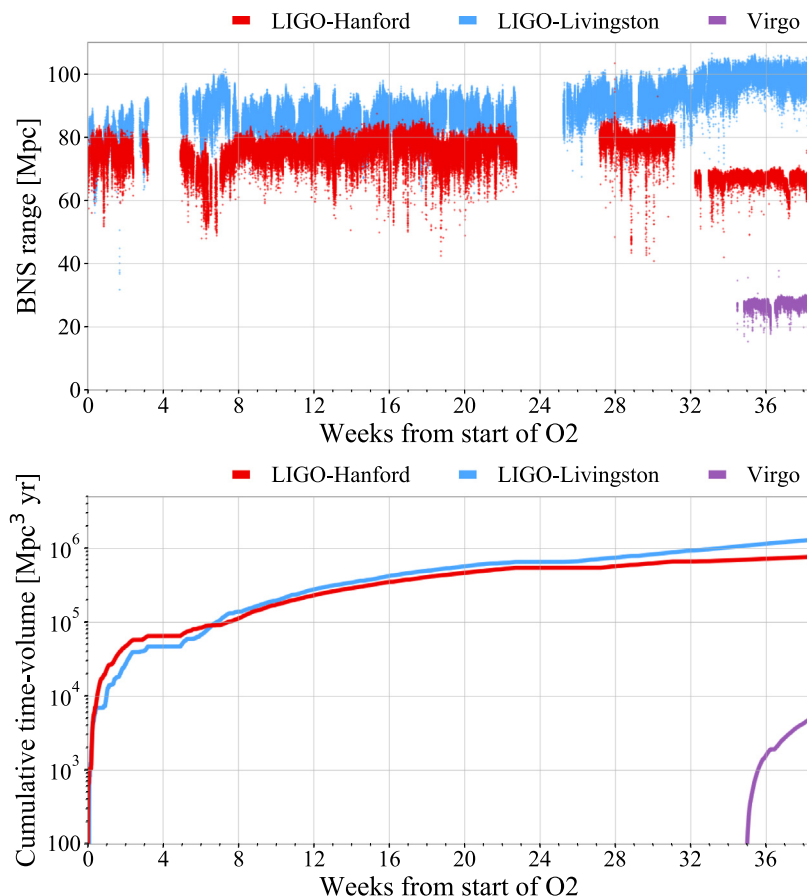 LIGO-Hanford LIGO-Livingston Virgo
BNS range [Mpc]
100
80
60
40
20
0
0 4 8 12 16 20 24 28 32 36
Weeks from start of O2
LIGO-Hanford LIGO-Livingston Virgo
Cumulative time-volume [Mpc³ yr]
10⁶
10⁵
10⁴
10³
100
0 4 8 12 16 20 24 28 32 36
Weeks from start of O2